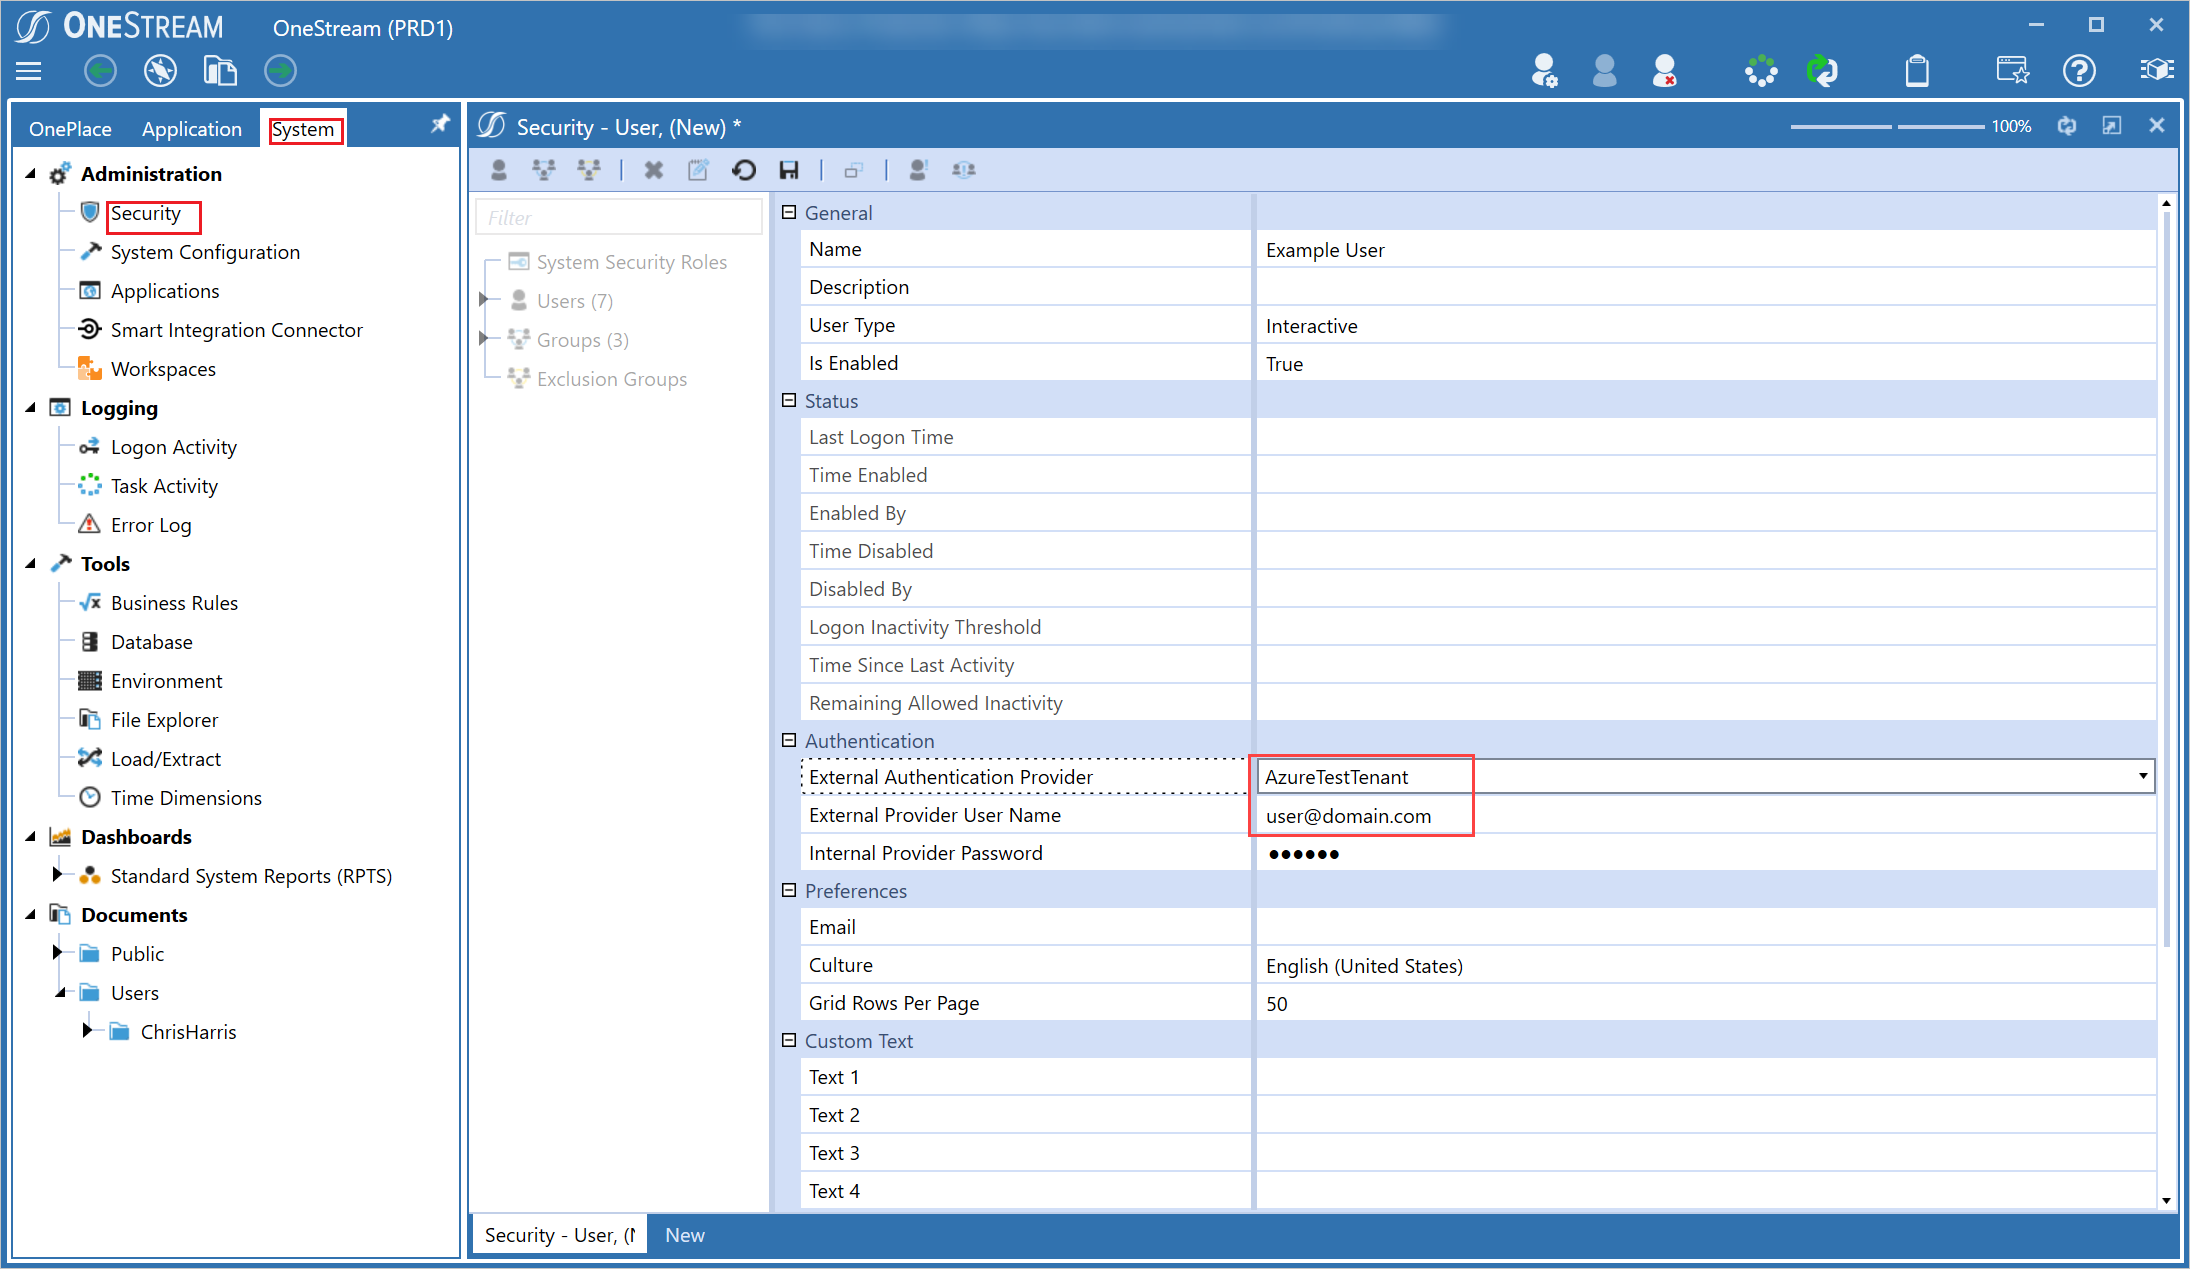 ONESTREAM OneStream (PRD1)
OnePlace Application System
Administration
Security
System Configuration
Applications
Smart Integration Connector
Workspaces
Logging
Logon Activity
Task Activity
Error Log
Tools
Business Rules
Database
Environment
File Explorer
Load/Extract
Time Dimensions
Dashboards
Standard System Reports (RPTS)
Documents
Public
Users
ChrisHarris
Security - User, (New) * 100%
Filter
System Security Roles
Users (7)
Groups (3)
Exclusion Groups
General
Name Example User
Description
User Type Interactive
Is Enabled True
Status
Last Logon Time
Time Enabled
Enabled By
Time Disabled
Disabled By
Logon Inactivity Threshold
Time Since Last Activity
Remaining Allowed Inactivity
Authentication
External Authentication Provider AzureTestTenant
External Provider User Name user@domain.com
Internal Provider Password ●●●●●●
Preferences
Email
Culture English (United States)
Grid Rows Per Page 50
Custom Text
Text 1
Text 2
Text 3
Text 4
Security - User, (N New